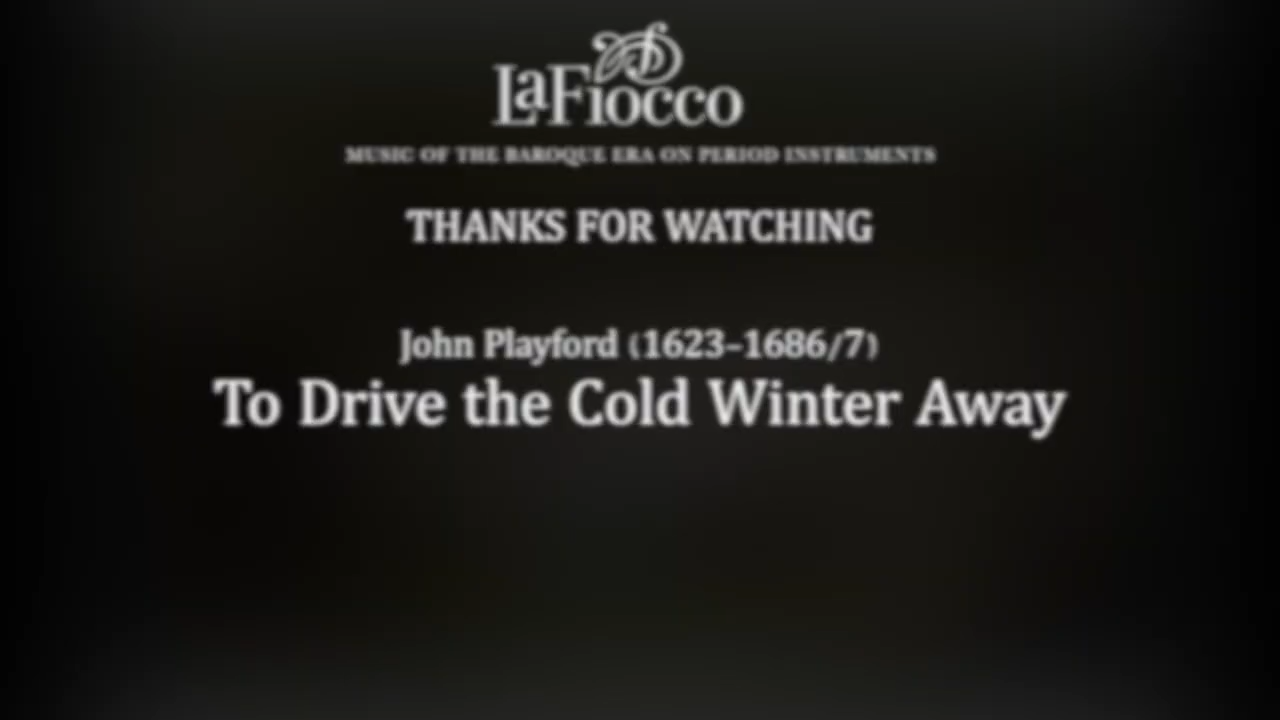 LaFiocco
MUSIC OF THE BAROQUE ERA ON PERIOD INSTRUMENTS
THANKS FOR WATCHING
John Playford (1623–1686/7)
To Drive the Cold Winter Away